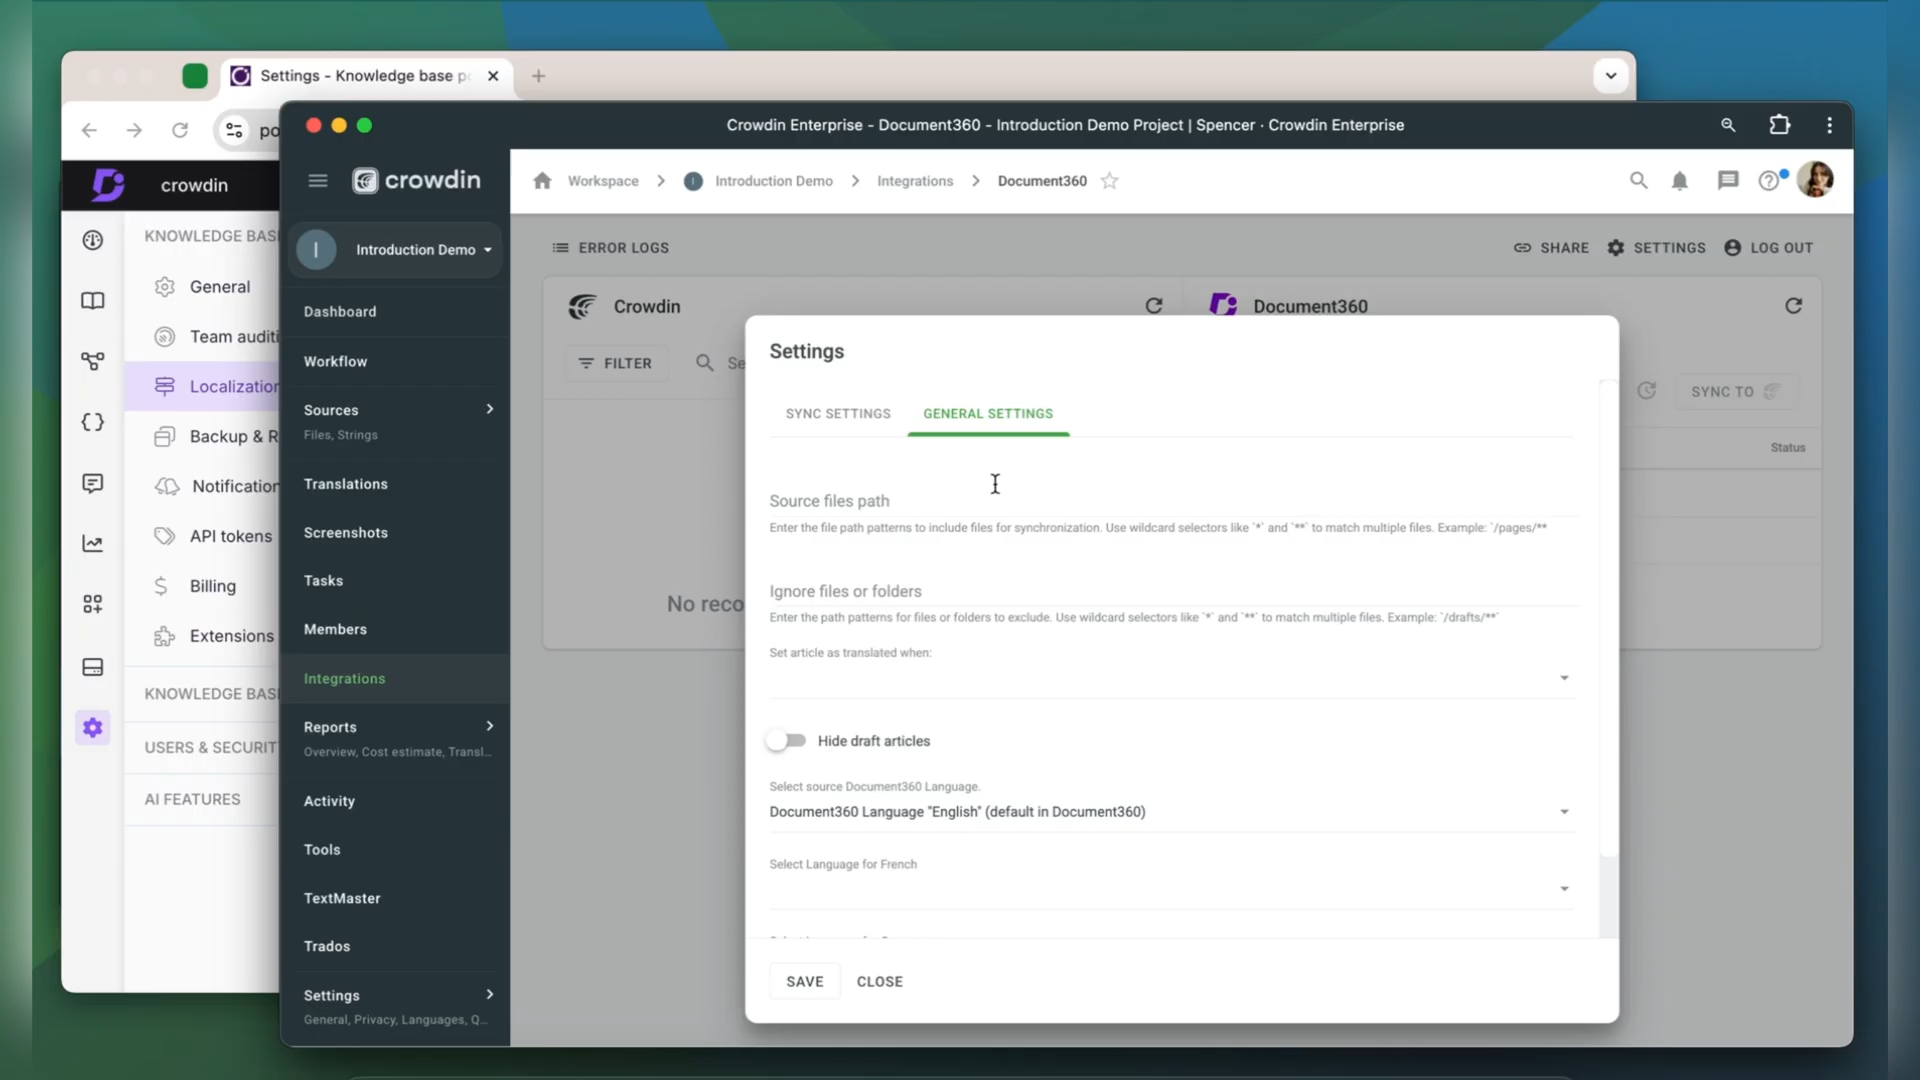 Settings - Knowledge base po
po
crowdin
KNOWLEDGE BAS
General
Team auditi
Localization
Backup & R
Notification
API tokens
Billing
Extensions
KNOWLEDGE BAS
USERS & SECURIT
AI FEATURES
Crowdin Enterprise - Document360 - Introduction Demo Project | Spencer · Crowdin Enterprise
crowdin
I Introduction Demo
Dashboard
Workflow
Sources
Files, Strings
Translations
Screenshots
Tasks
Members
Integrations
Reports
Overview, Cost estimate, Transl...
Activity
Tools
TextMaster
Trados
Settings
General, Privacy, Languages, Q...
Workspace I Introduction Demo Integrations Document360
ERROR LOGS
SHARE SETTINGS LOG OUT
Crowdin
Document360
FILTER
Se
SYNC TO
Status
No reco
Settings
SYNC SETTINGS GENERAL SETTINGS
Source files path
Enter the file path patterns to include files for synchronization. Use wildcard selectors like `*` and `**` to match multiple files. Example: `/pages/**
Ignore files or folders
Enter the path patterns for files or folders to exclude. Use wildcard selectors like `*` and `**` to match multiple files. Example: `/drafts/**`
Set article as translated when:
Hide draft articles
Select source Document360 Language.
Document360 Language "English" (default in Document360)
Select Language for French
SAVE CLOSE